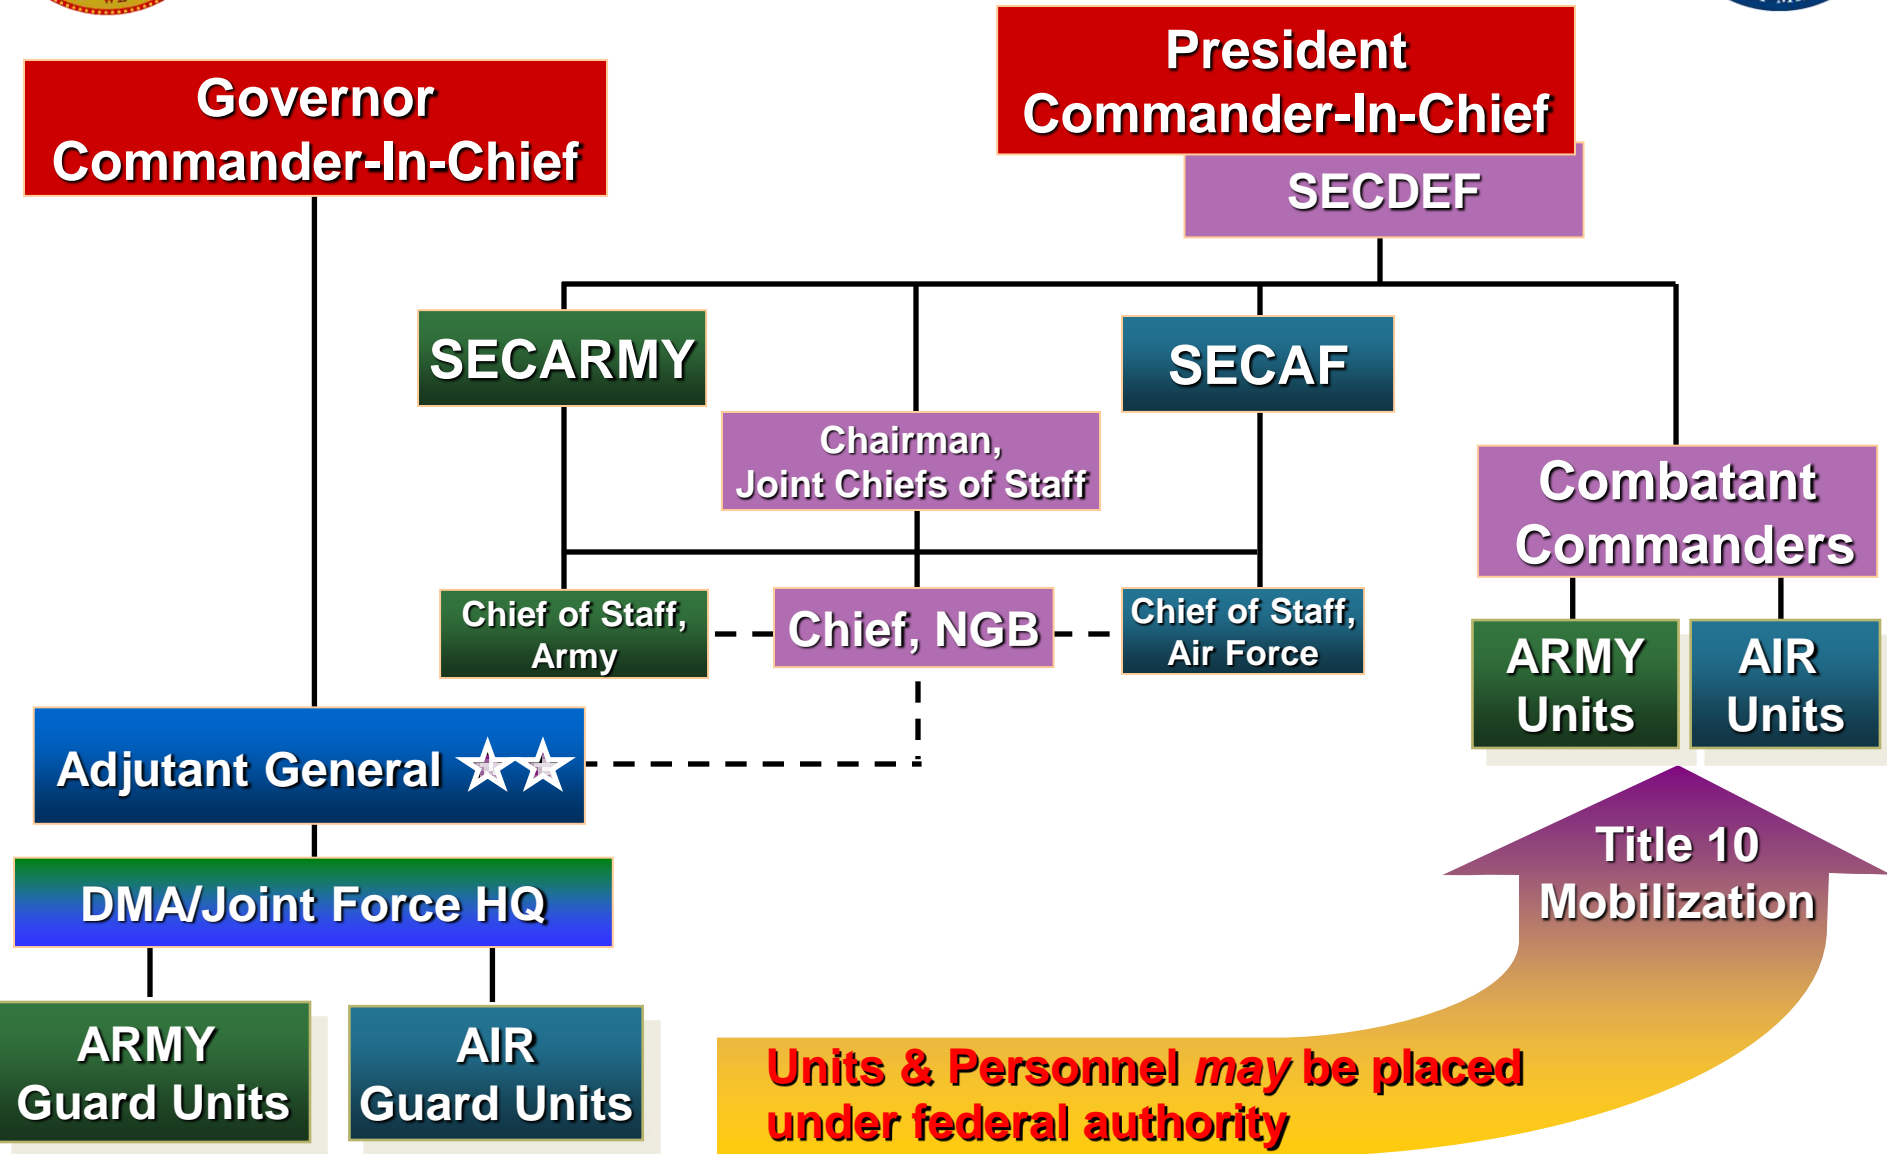 Governor
Commander-In-Chief
President
Commander-In-Chief
SECDEF
SECARMY
SECAF
Chairman,
Joint Chiefs of Staff
Combatant
Commanders
Chief of Staff,
Army
Chief, NGB
Chief of Staff,
Air Force
ARMY
Units
AIR
Units
Adjutant General
Title 10
Mobilization
DMA/Joint Force HQ
ARMY
Guard Units
AIR
Guard Units
Units & Personnel may be placed
under federal authority